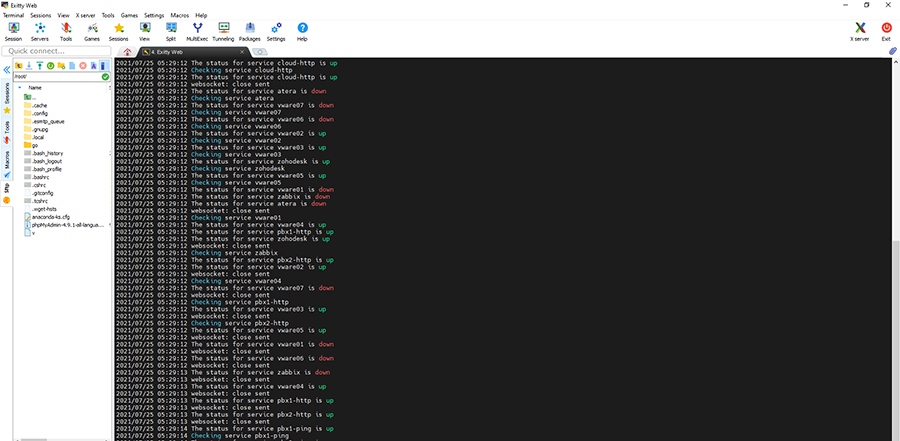 Exitty Web
Terminal Sessions View X server Tools Games Settings Macros Help
Session Servers Tools Games Sessions View Split MultiExec Tunneling Packages Settings Help X server Exit
Quick connect...
4. Exitty Web
/root/
Name
..
.cache
.config
.esmtp_queue
.gnupg
.local
go
.bash_history
.bash_logout
.bash_profile
.bashrc
.cshrc
.gitconfig
.tcshrc
.wget-hsts
anaconda-ks.cfg
phpMyAdmin-4.9.1-all-langua...
v
Sessions
Tools
Macros
Sftp
2021/07/25 05:29:12 The status for service cloud-http is up
2021/07/25 05:29:12 Checking service cloud-http
2021/07/25 05:29:12 The status for service cloud-http is up
2021/07/25 05:29:12 websocket: close sent
2021/07/25 05:29:12 The status for service atera is down
2021/07/25 05:29:12 Checking service atera
2021/07/25 05:29:12 The status for service vware07 is down
2021/07/25 05:29:12 Checking service vware07
2021/07/25 05:29:12 The status for service vware06 is down
2021/07/25 05:29:12 Checking service vware06
2021/07/25 05:29:12 The status for service vware02 is up
2021/07/25 05:29:12 Checking service vware02
2021/07/25 05:29:12 The status for service vware03 is up
2021/07/25 05:29:12 Checking service vware03
2021/07/25 05:29:12 The status for service zohodesk is up
2021/07/25 05:29:12 Checking service zohodesk
2021/07/25 05:29:12 The status for service vware05 is up
2021/07/25 05:29:12 Checking service vware05
2021/07/25 05:29:12 The status for service vware01 is down
2021/07/25 05:29:12 The status for service zabbix is down
2021/07/25 05:29:12 The status for service atera is down
2021/07/25 05:29:12 websocket: close sent
2021/07/25 05:29:12 Checking service vware01
2021/07/25 05:29:12 The status for service vware04 is up
2021/07/25 05:29:12 The status for service pbx1-http is up
2021/07/25 05:29:12 The status for service zohodesk is up
2021/07/25 05:29:12 websocket: close sent
2021/07/25 05:29:12 Checking service zabbix
2021/07/25 05:29:12 The status for service pbx2-http is up
2021/07/25 05:29:12 The status for service vware02 is up
2021/07/25 05:29:12 websocket: close sent
2021/07/25 05:29:12 Checking service vware04
2021/07/25 05:29:12 The status for service vware07 is down
2021/07/25 05:29:12 websocket: close sent
2021/07/25 05:29:12 Checking service pbx1-http
2021/07/25 05:29:12 The status for service vware03 is up
2021/07/25 05:29:12 websocket: close sent
2021/07/25 05:29:12 Checking service pbx2-http
2021/07/25 05:29:12 The status for service vware05 is up
2021/07/25 05:29:12 websocket: close sent
2021/07/25 05:29:12 The status for service vware01 is down
2021/07/25 05:29:12 websocket: close sent
2021/07/25 05:29:12 The status for service vware06 is down
2021/07/25 05:29:12 websocket: close sent
2021/07/25 05:29:13 The status for service zabbix is down
2021/07/25 05:29:13 websocket: close sent
2021/07/25 05:29:13 The status for service vware04 is up
2021/07/25 05:29:13 websocket: close sent
2021/07/25 05:29:13 The status for service pbx1-http is up
2021/07/25 05:29:13 websocket: close sent
2021/07/25 05:29:13 The status for service pbx2-http is up
2021/07/25 05:29:13 websocket: close sent
2021/07/25 05:29:14 The status for service pbx1-ping is up
2021/07/25 05:29:14 Checking service pbx1-ping